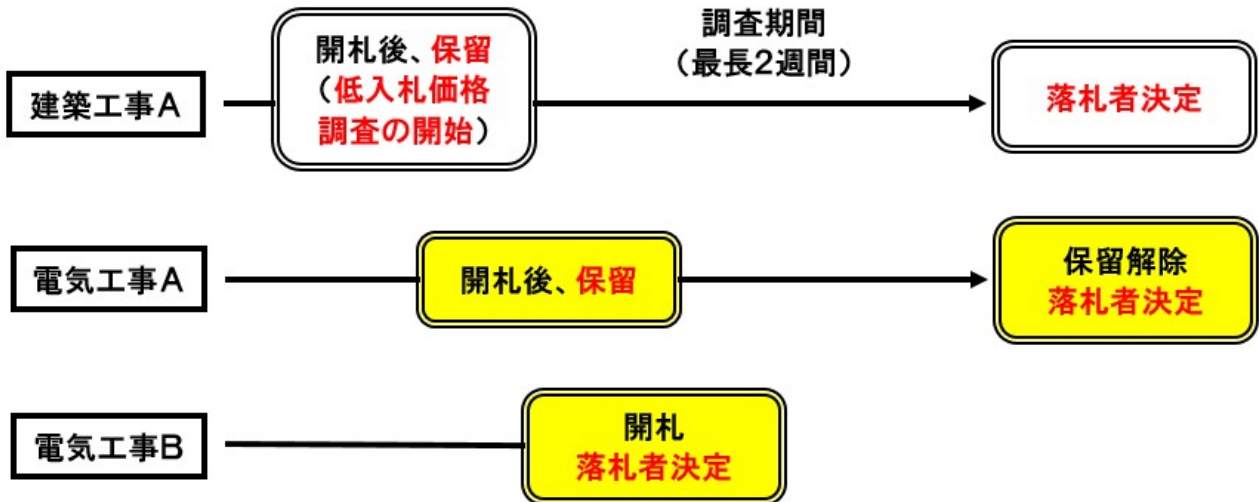 建築工事A
開札後、保留
（低入札価格
調査の開始）
調査期間
（最長2週間）
落札者決定
電気工事A
開札後、保留
保留解除
落札者決定
電気工事B
開札
落札者決定